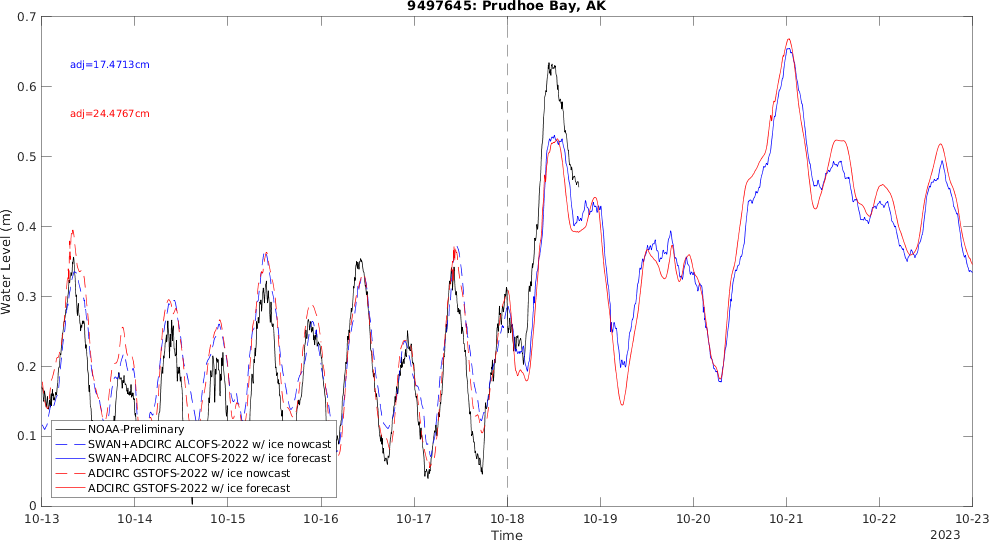 9497645: Prudhoe Bay, AK
0.7
0.6
0.5
0.4
0.3
0.2
0.1
0
Water Level (m)
adj=17.4713cm
adj=24.4767cm
NOAA-Preliminary
SWAN+ADCIRC ALCOFS-2022 w/ ice nowcast
SWAN+ADCIRC ALCOFS-2022 w/ ice forecast
ADCIRC GSTOFS-2022 w/ ice nowcast
ADCIRC GSTOFS-2022 w/ ice forecast
10-13 10-14 10-15 10-16 10-17 10-18 10-19 10-20 10-21 10-22 10-23
Time
2023